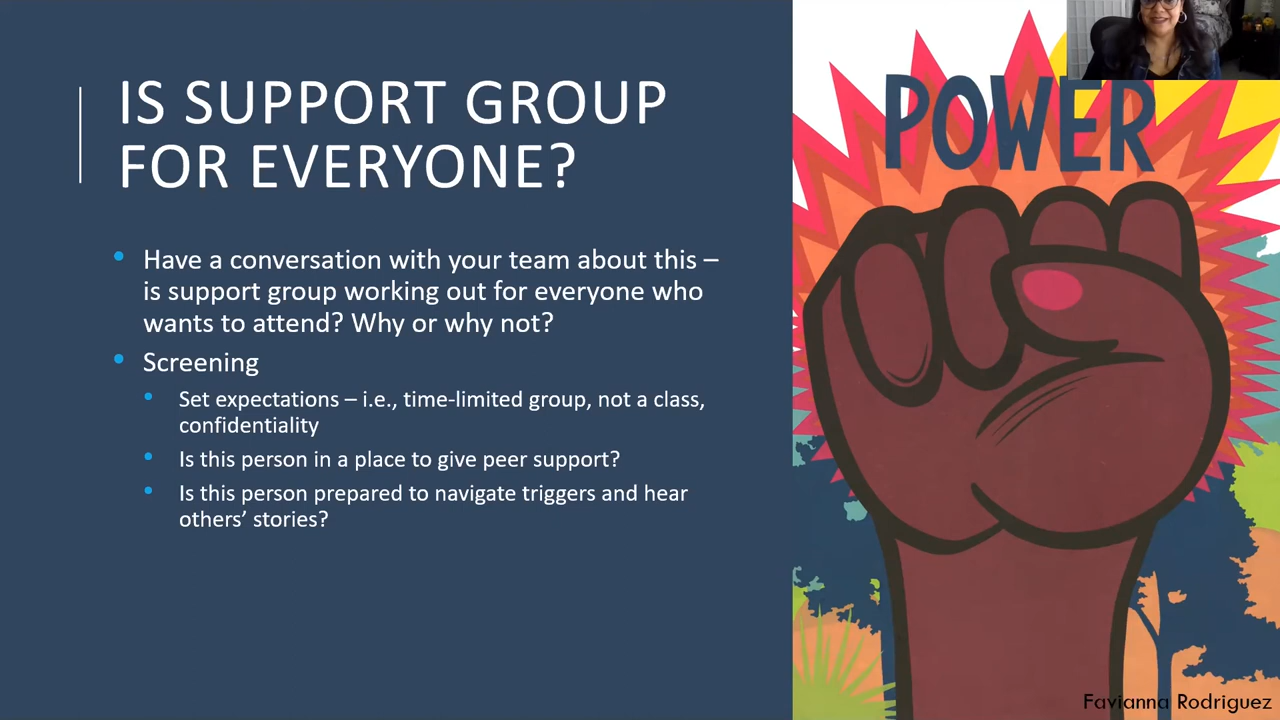 IS SUPPORT GROUP
FOR EVERYONE?
• Have a conversation with your team about this –
is support group working out for everyone who
wants to attend? Why or why not?
• Screening
• Set expectations – i.e., time-limited group, not a class,
confidentiality
• Is this person in a place to give peer support?
• Is this person prepared to navigate triggers and hear
others’ stories?
POWER
Favianna Rodriguez